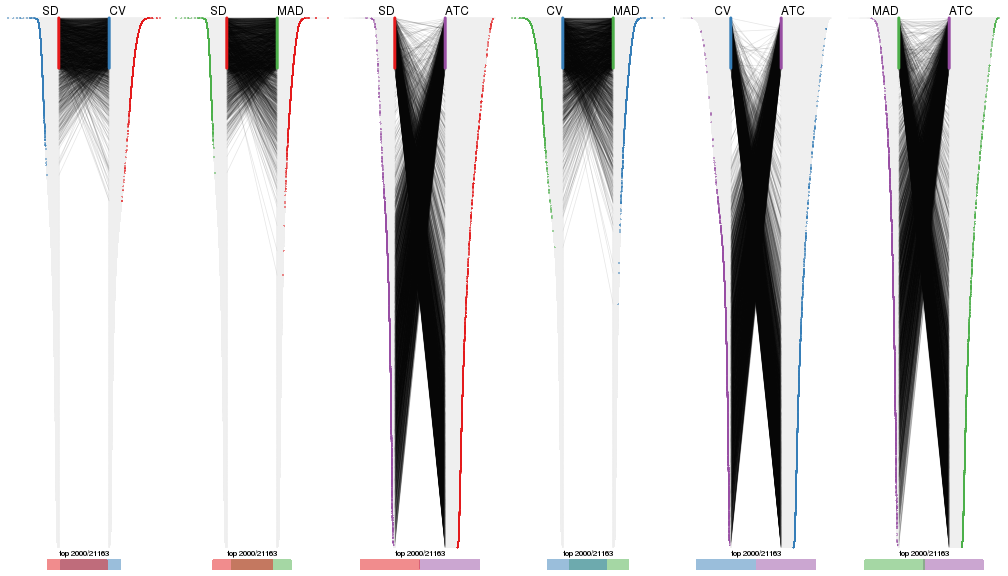 SD CV
SD MAD
SD ATC
CV MAD
CV ATC
MAD ATC
top 2000/21163
top 2000/21163
top 2000/21163
top 2000/21163
top 2000/21163
top 2000/21163